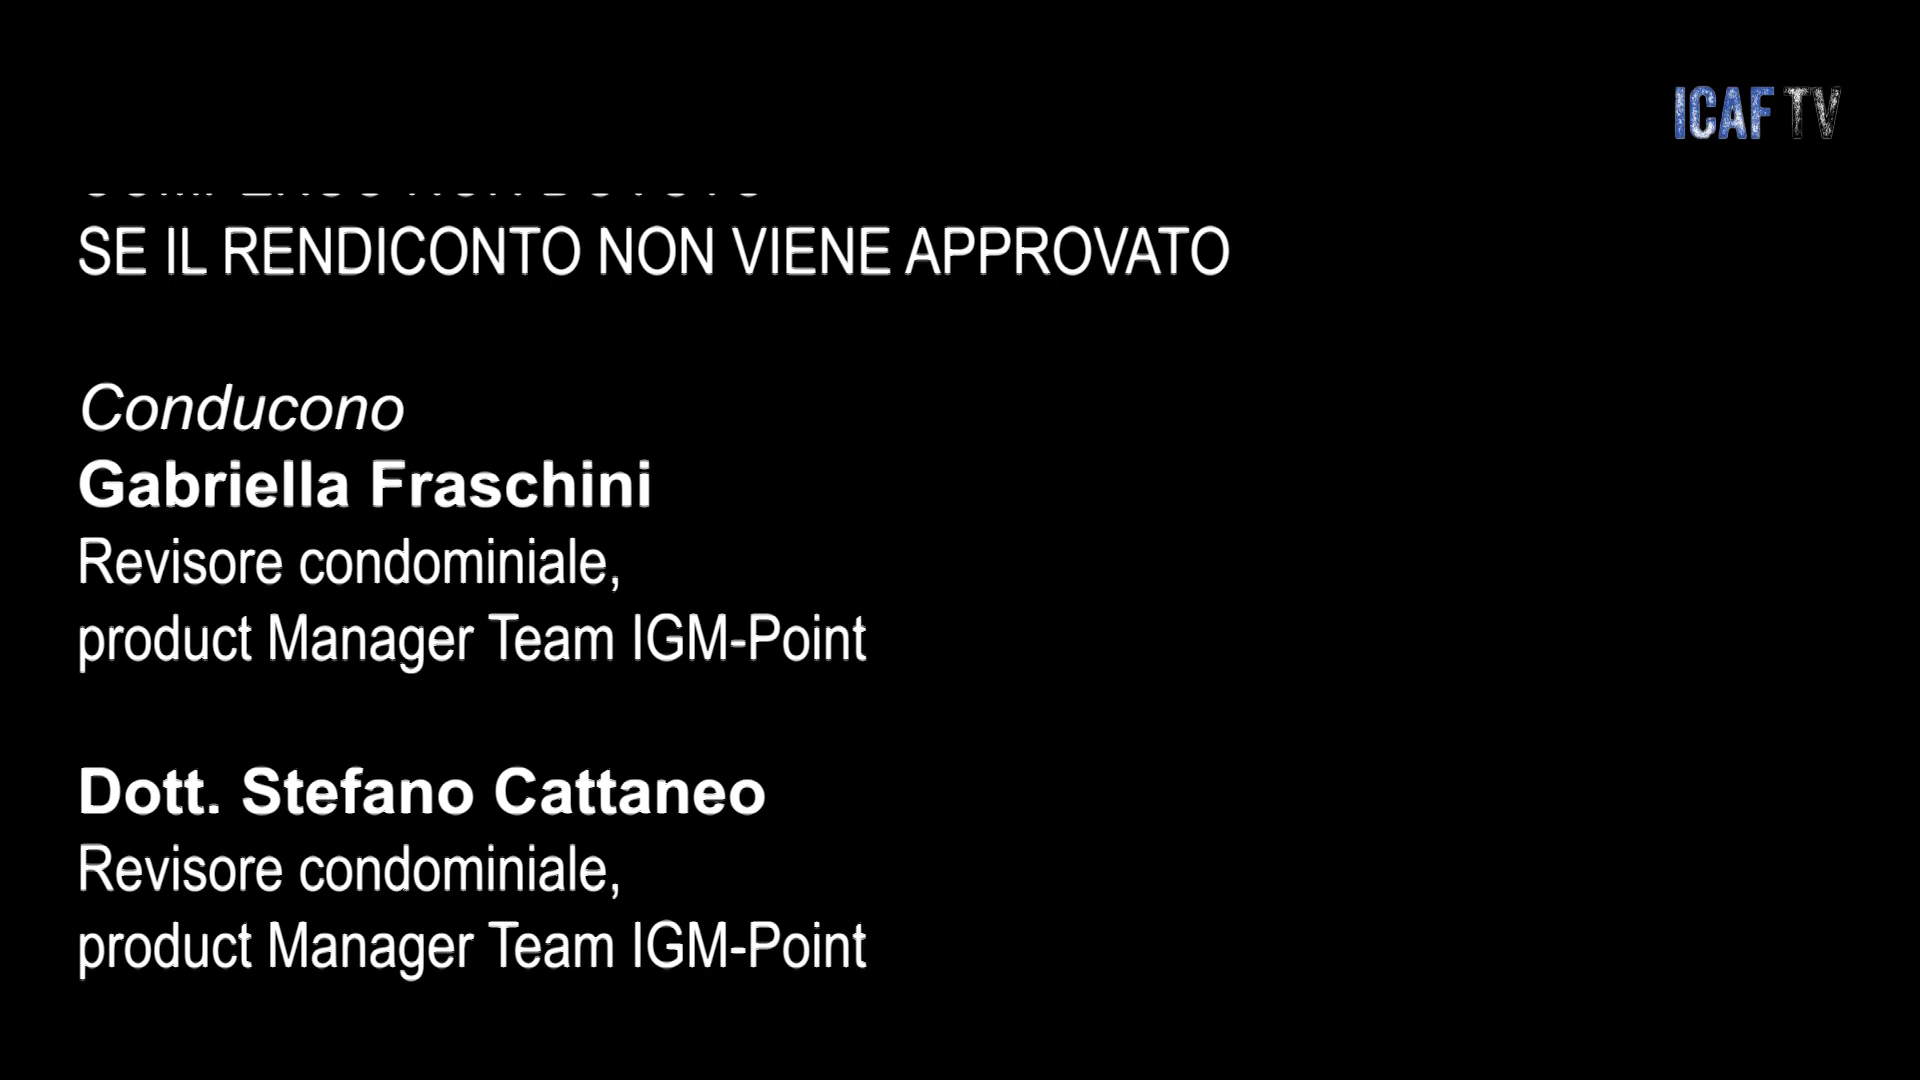 ICAF TV
SE IL RENDICONTO NON VIENE APPROVATO
Conducono
Gabriella Fraschini
Revisore condominiale,
product Manager Team IGM-Point
Dott. Stefano Cattaneo
Revisore condominiale,
product Manager Team IGM-Point